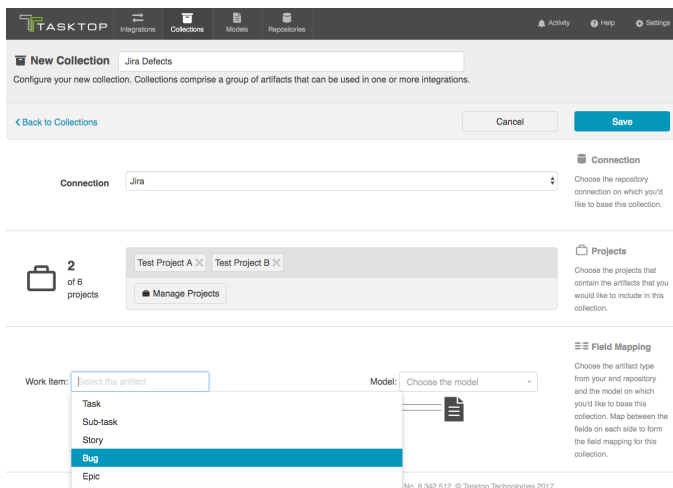 TASKTOP
Integrations
Collections
Models
Repositories
Activity
Help
Settings
New Collection
Jira Defects
Configure your new collection. Collections comprise a group of artifacts that can be used in one or more integrations.
Back to Collections
Cancel
Save
Connection
Jira
Connection
Choose the repository
connection on which you'd
like to base this collection.
2
of 6
projects
Test Project A
Test Project B
Manage Projects
Projects
Choose the projects that
contain the artifacts that you
would like to include in this
collection.
Work Item:
Select the artifact
Model:
Choose the model
Task
Sub-task
Story
Bug
Epic
Field Mapping
Choose the artifact type
from your end repository
and the model on which
you'd like to base this
collection. Map between the
fields on each side to form
the field mapping for this
collection.
No. 9,342,512. © Tasktop Technologies 2017